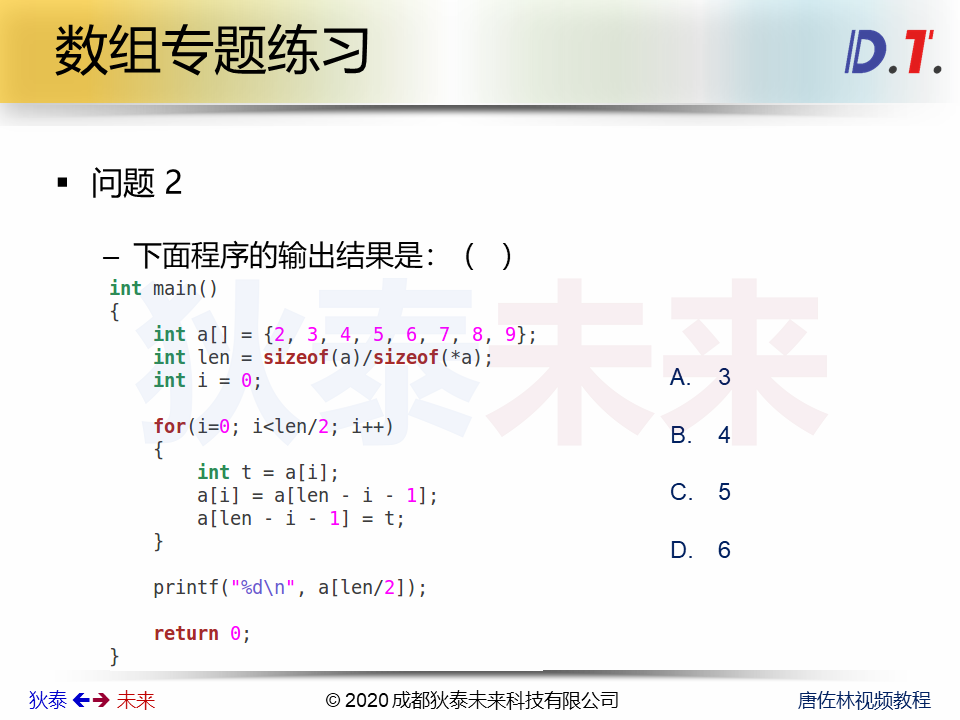 数组专题练习
D.T.
▪ 问题 2
– 下面程序的输出结果是：（ ）
int main()
{
    int a[] = {2, 3, 4, 5, 6, 7, 8, 9};
    int len = sizeof(a)/sizeof(*a);
    int i = 0;
    for(i=0; i<len/2; i++)
    {
        int t = a[i];
        a[i] = a[len - i - 1];
        a[len - i - 1] = t;
    }
    printf("%d\n", a[len/2]);
    return 0;
}
A. 3
B. 4
C. 5
D. 6
狄泰未来
狄泰 未来
© 2020 成都狄泰未来科技有限公司
唐佐林视频教程